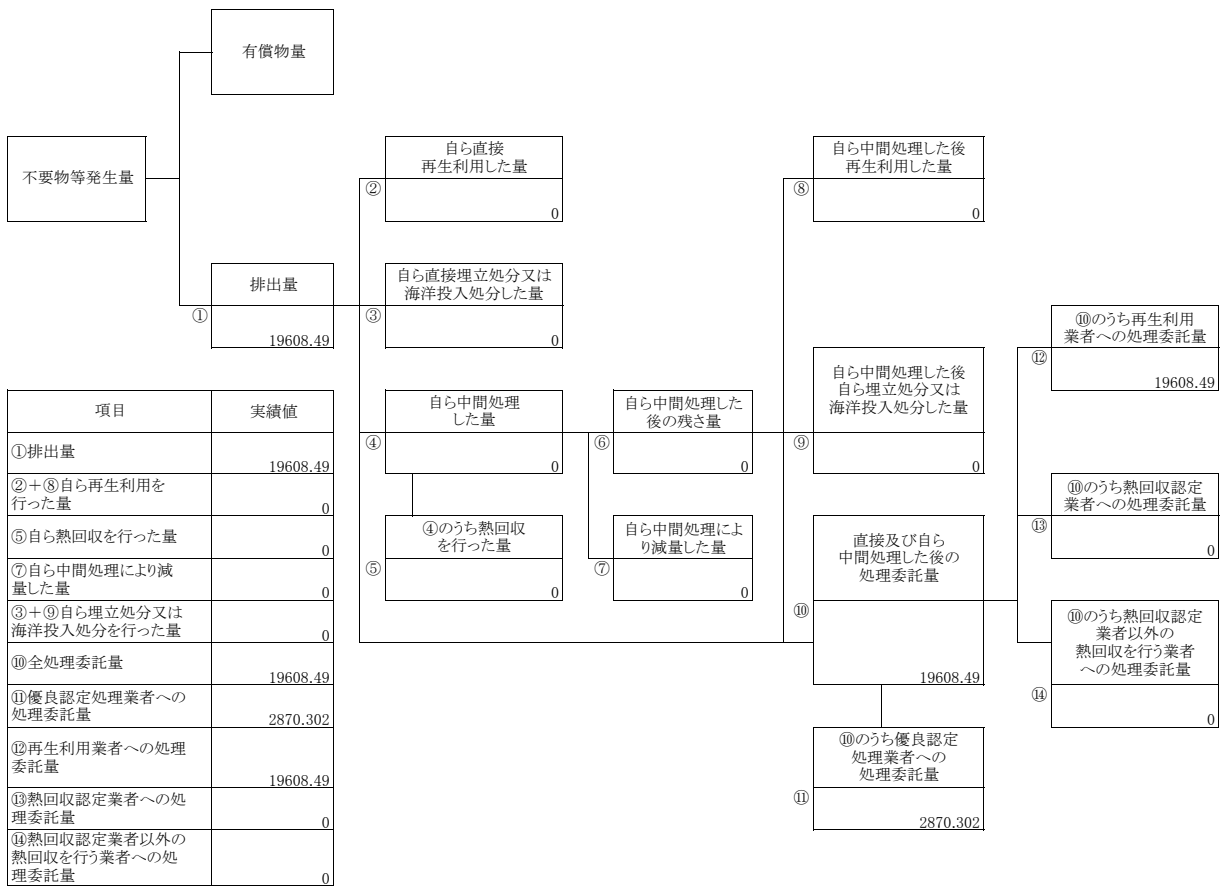 有償物量
不要物等発生量
排出量
①
19608.49
自ら直接
再生利用した量
②
0
自ら直接埋立処分又は
海洋投入処分した量
③
0
自ら中間処理
した量
④
0
④のうち熱回収
を行った量
⑤
0
自ら中間処理した
後の残さ量
⑥
0
自ら中間処理によ
り減量した量
⑦
0
自ら中間処理した後
再生利用した量
⑧
0
自ら中間処理した後
自ら埋立処分又は
海洋投入処分した量
⑨
0
直接及び自ら
中間処理した後の
処理委託量
⑩
19608.49
⑩のうち優良認定
処理業者への
処理委託量
⑪
2870.302
⑩のうち再生利用
業者への処理委託量
⑫
19608.49
⑩のうち熱回収認定
業者への処理委託量
⑬
0
⑩のうち熱回収認定
業者以外の
熱回収を行う業者
への処理委託量
⑭
0
項目 実績値
①排出量
19608.49
②＋⑧自ら再生利用を
行った量
0
⑤自ら熱回収を行った量
0
⑦自ら中間処理により減
量した量
0
③＋⑨自ら埋立処分又は
海洋投入処分を行った量
0
⑩全処理委託量
19608.49
⑪優良認定処理業者への
処理委託量
2870.302
⑫再生利用業者への処理
委託量
19608.49
⑬熱回収認定業者への処
理委託量
0
⑭熱回収認定業者以外の
熱回収を行う業者への処
理委託量
0